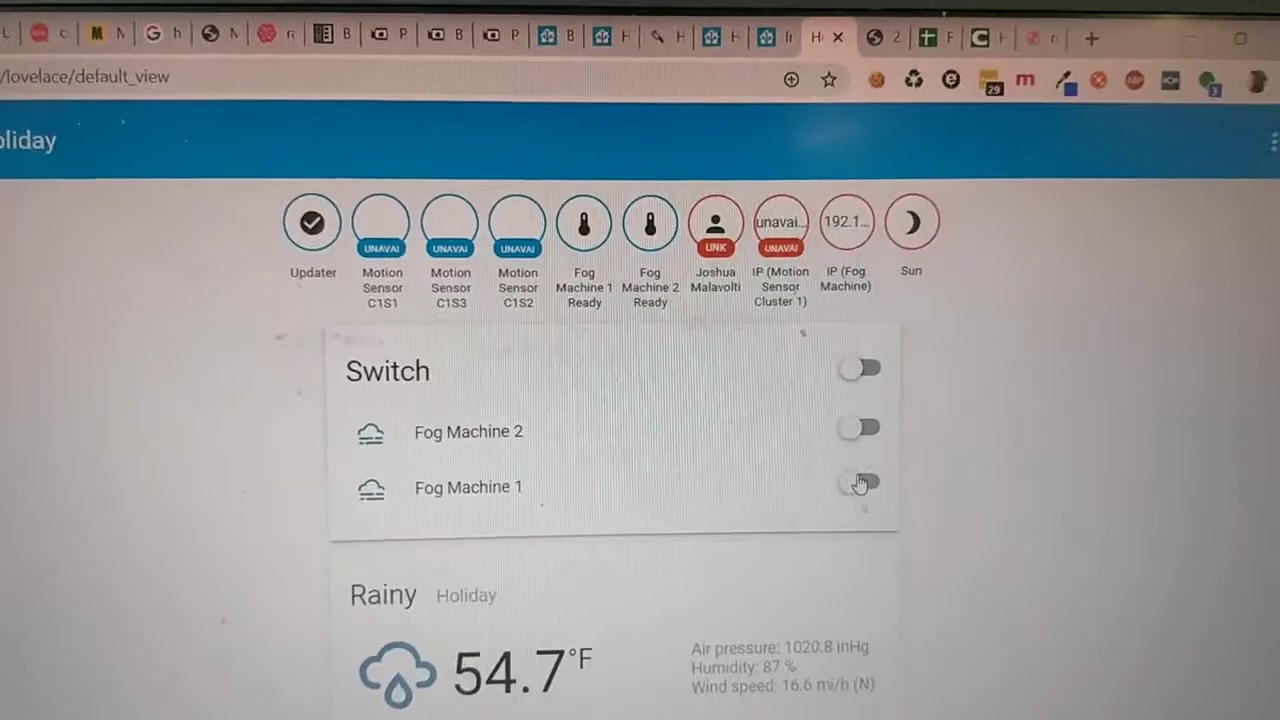 /lovelace/default_view
29
oliday
UNAVAI
UNAVAI
UNAVAI
UNK
unavai...
UNAVAI
192.1...
Updater
Motion Sensor C1S1
Motion Sensor C1S3
Motion Sensor C1S2
Fog Machine 1 Ready
Fog Machine 2 Ready
Joshua Malavolti
IP (Motion Sensor Cluster 1)
IP (Fog Machine)
Sun
Switch
Fog Machine 2
Fog Machine 1
Rainy Holiday
54.7°F
Air pressure: 1020.8 inHg
Humidity: 87 %
Wind speed: 16.6 mi/h (N)